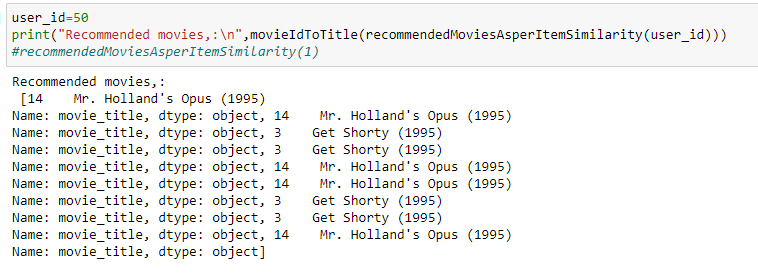 user_id=50
print("Recommended movies,:\n",movieIdToTitle(recommendedMoviesAsperItemSimilarity(user_id)))
#recommendedMoviesAsperItemSimilarity(1)
Recommended movies,:
 [14    Mr. Holland's Opus (1995)
Name: movie_title, dtype: object, 14    Mr. Holland's Opus (1995)
Name: movie_title, dtype: object, 3    Get Shorty (1995)
Name: movie_title, dtype: object, 3    Get Shorty (1995)
Name: movie_title, dtype: object, 14    Mr. Holland's Opus (1995)
Name: movie_title, dtype: object, 14    Mr. Holland's Opus (1995)
Name: movie_title, dtype: object, 3    Get Shorty (1995)
Name: movie_title, dtype: object, 3    Get Shorty (1995)
Name: movie_title, dtype: object, 14    Mr. Holland's Opus (1995)
Name: movie_title, dtype: object]